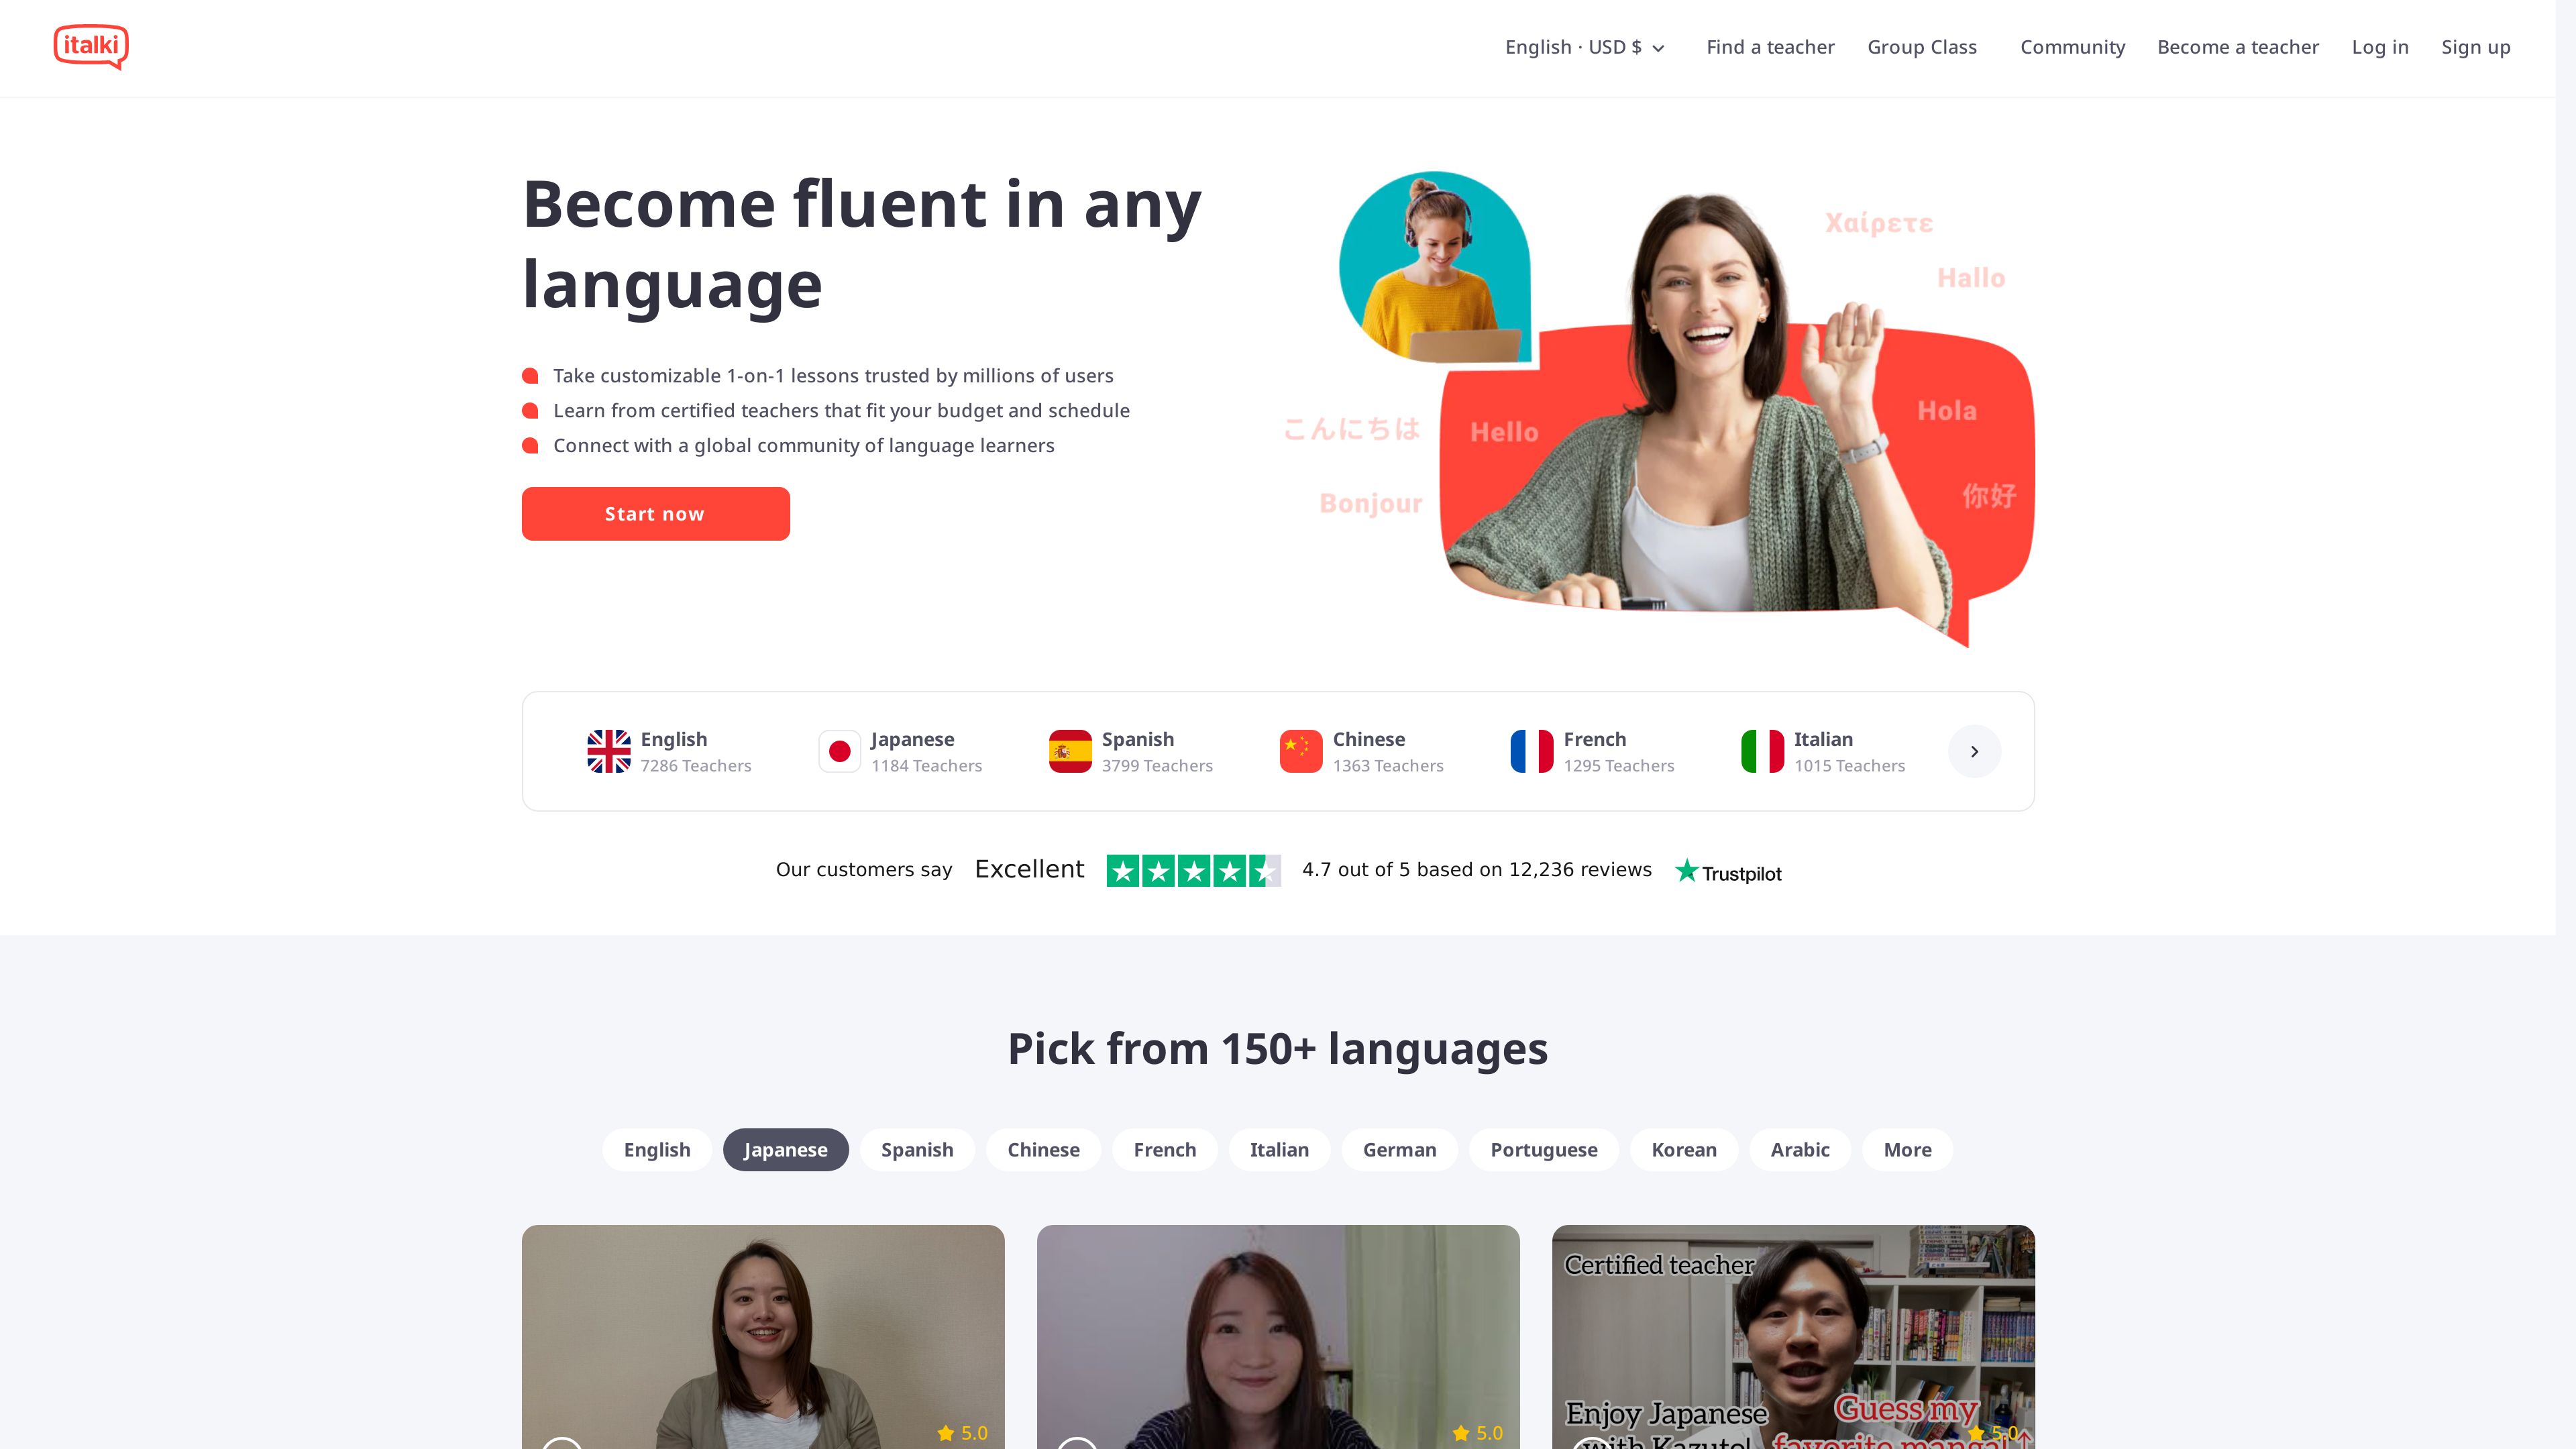 italki
English · USD $
Find a teacher
Group Class
Community
Become a teacher
Log in
Sign up
Become fluent in any
language
Take customizable 1-on-1 lessons trusted by millions of users
Learn from certified teachers that fit your budget and schedule
Connect with a global community of language learners
Start now
Χαίρετε
Hallo
こんにちは
Hello
Hola
Bonjour
你好
English
7286 Teachers
Japanese
1184 Teachers
Spanish
3799 Teachers
Chinese
1363 Teachers
French
1295 Teachers
Italian
1015 Teachers
Our customers say
Excellent
4.7 out of 5 based on 12,236 reviews
Trustpilot
Pick from 150+ languages
English
Japanese
Spanish
Chinese
French
Italian
German
Portuguese
Korean
Arabic
More
5.0
5.0
Certified teacher
Enjoy Japanese
with Kazuto!
Guess my
favorite manga!↑
5.0